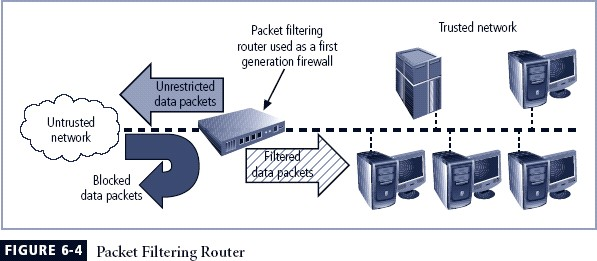 Packet filtering
router used as a first
generation firewall
Trusted network
Unrestricted
data packets
Untrusted
network
Filtered
data packets
Blocked
data packets
FIGURE 6-4 Packet Filtering Router